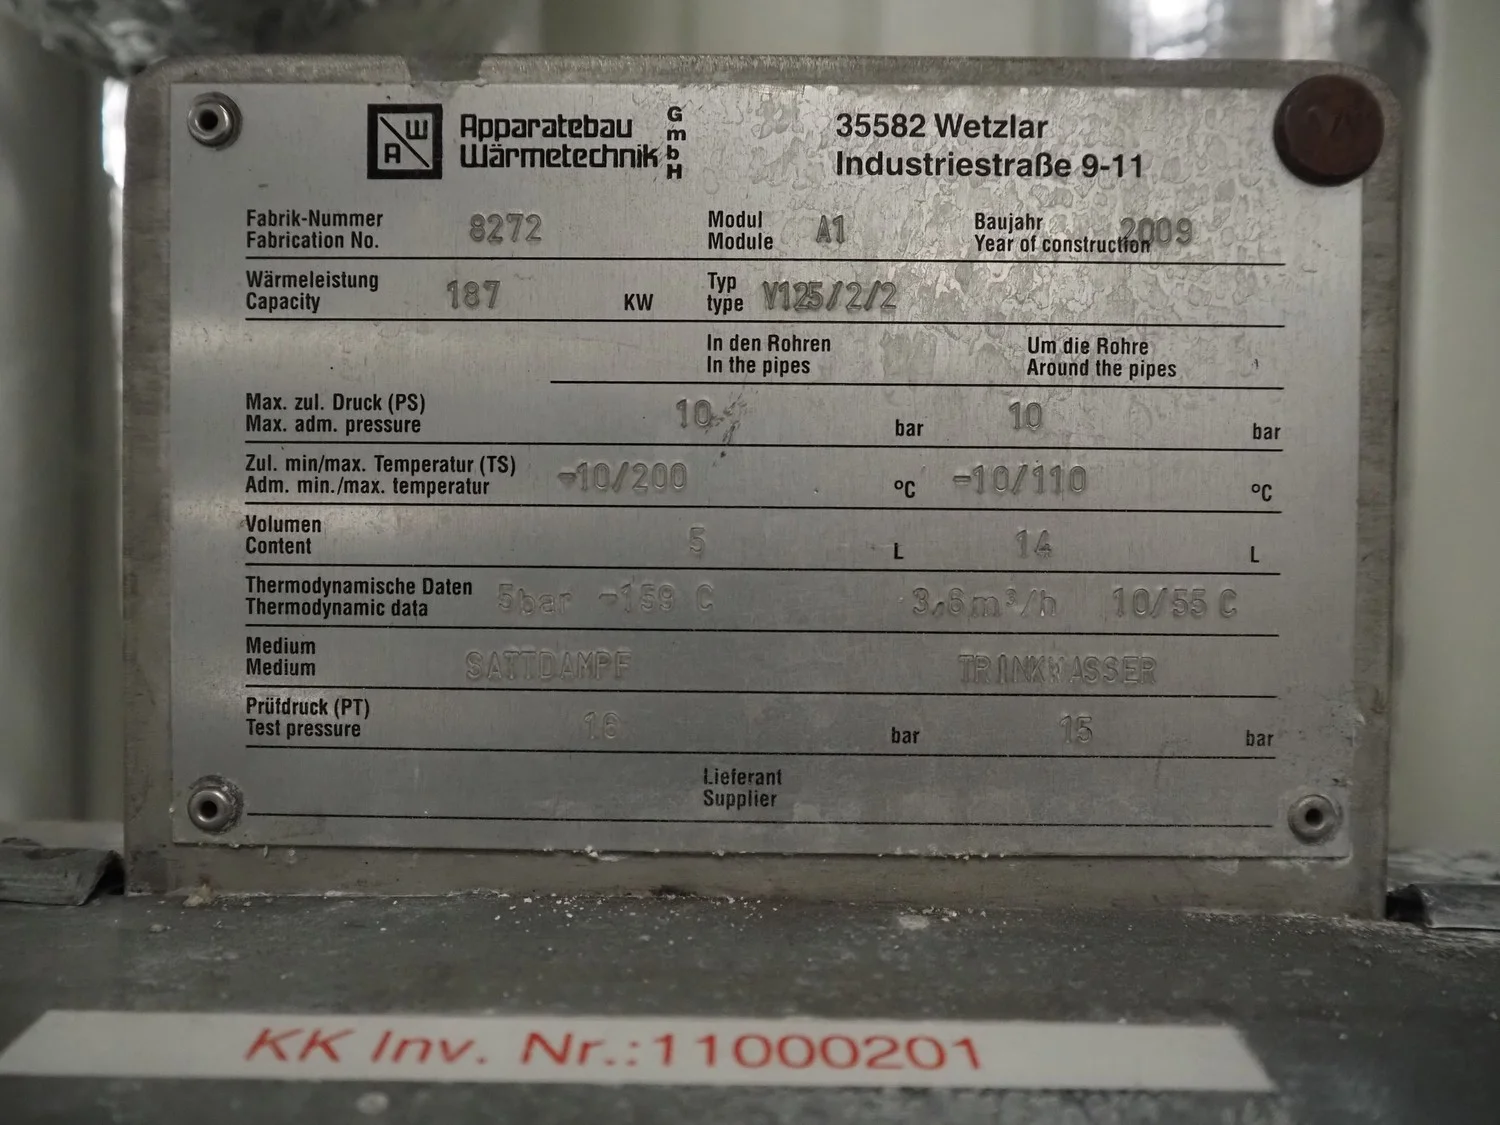 AW Apparatebau
Wärmetechnik GmbH
35582 Wetzlar
Industriestraße 9-11
Fabrik-Nummer
Fabrication No. 8272
Modul
Module A1
Baujahr
Year of construction 2009
Wärmeleistung
Capacity 187 KW
Typ
type V125/2/2
In den Rohren
In the pipes
Um die Rohre
Around the pipes
Max. zul. Druck (PS)
Max. adm. pressure 10 bar 10 bar
Zul. min/max. Temperatur (TS)
Adm. min./max. temperatur -10/200 °C -10/110 °C
Volumen
Content 5 L 14 L
Thermodynamische Daten
Thermodynamic data 5bar -159 C 3,6m³/h 10/55 C
Medium
Medium SATTDAMPF TRINKWASSER
Prüfdruck (PT)
Test pressure 16 bar 15 bar
Lieferant
Supplier
KK Inv. Nr.:11000201